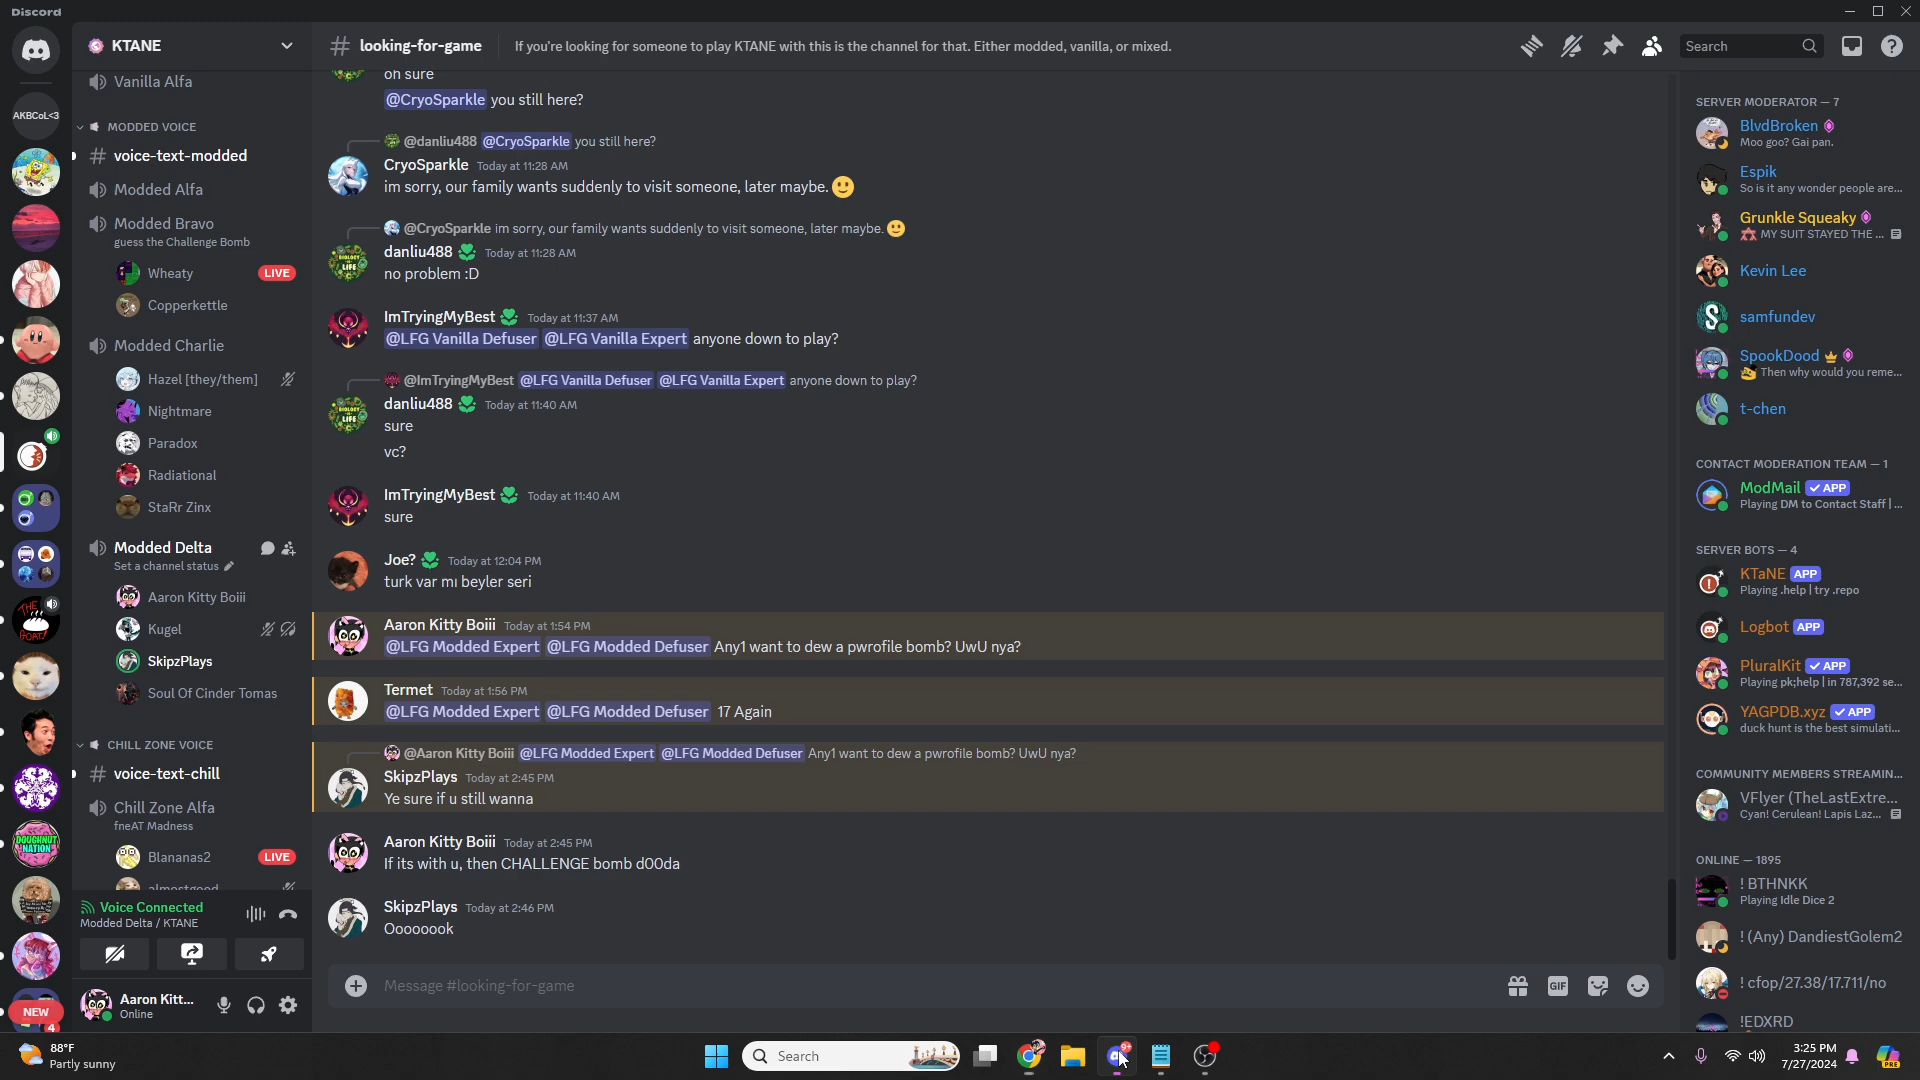 Discord
KTANE
looking-for-game
If you're looking for someone to play KTANE with this is the channel for that. Either modded, vanilla, or mixed.
Search
AKBCoL<3
THE
GOAT!
DOUGHNUT
NATION
NEW
4
Vanilla Alfa
MODDED VOICE
voice-text-modded
Modded Alfa
Modded Bravo
guess the Challenge Bomb
Wheaty
LIVE
Copperkettle
Modded Charlie
Hazel [they/them]
Nightmare
Paradox
Radiational
StaRr Zinx
Modded Delta
Set a channel status
Aaron Kitty Boiii
Kugel
SkipzPlays
Soul Of Cinder Tomas
CHILL ZONE VOICE
voice-text-chill
Chill Zone Alfa
fneAT Madness
Blananas2
LIVE
almostgood
Voice Connected
Modded Delta / KTANE
Aaron Kitt...
Online
oh sure
@CryoSparkle you still here?
@danliu488 @CryoSparkle you still here?
CryoSparkle Today at 11:28 AM
im sorry, our family wants suddenly to visit someone, later maybe.
@CryoSparkle im sorry, our family wants suddenly to visit someone, later maybe.
danliu488 Today at 11:28 AM
no problem :D
ImTryingMyBest Today at 11:37 AM
@LFG Vanilla Defuser @LFG Vanilla Expert anyone down to play?
@ImTryingMyBest @LFG Vanilla Defuser @LFG Vanilla Expert anyone down to play?
danliu488 Today at 11:40 AM
sure
vc?
ImTryingMyBest Today at 11:40 AM
sure
Joe? Today at 12:04 PM
turk var mı beyler seri
Aaron Kitty Boiii Today at 1:54 PM
@LFG Modded Expert @LFG Modded Defuser Any1 want to dew a pwrofile bomb? UwU nya?
Termet Today at 1:56 PM
@LFG Modded Expert @LFG Modded Defuser 17 Again
@Aaron Kitty Boiii @LFG Modded Expert @LFG Modded Defuser Any1 want to dew a pwrofile bomb? UwU nya?
SkipzPlays Today at 2:45 PM
Ye sure if u still wanna
Aaron Kitty Boiii Today at 2:45 PM
If its with u, then CHALLENGE bomb d00da
SkipzPlays Today at 2:46 PM
Oooooook
Message #looking-for-game
GIF
SERVER MODERATOR — 7
BlvdBroken
Moo goo? Gai pan.
Espik
So is it any wonder people are...
Grunkle Squeaky
MY SUIT STAYED THE ...
Kevin Lee
samfundev
SpookDood
Then why would you reme...
t-chen
CONTACT MODERATION TEAM — 1
ModMail APP
Playing DM to Contact Staff | ...
SERVER BOTS — 4
KTaNE APP
Playing .help | try .repo
Logbot APP
PluralKit APP
Playing pk;help | in 787,392 se...
YAGPDB.xyz APP
duck hunt is the best simulati...
COMMUNITY MEMBERS STREAMIN...
VFlyer (TheLastExtre...
Cyan! Cerulean! Lapis Laz...
ONLINE — 1895
! BTHNKK
Playing Idle Dice 2
! (Any) DandiestGolem2
! cfop/27.38/17.711/no
!EDXRD
88°F
Partly sunny
Search
9+
3:25 PM
7/27/2024
PRE